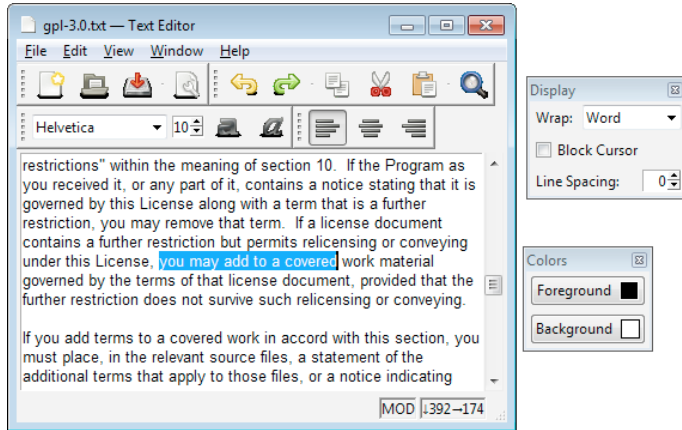 gpl-3.0.txt — Text Editor
File Edit View Window Help
Helvetica 10
restrictions" within the meaning of section 10. If the Program as
you received it, or any part of it, contains a notice stating that it is
governed by this License along with a term that is a further
restriction, you may remove that term. If a license document
contains a further restriction but permits relicensing or conveying
under this License, you may add to a covered work material
governed by the terms of that license document, provided that the
further restriction does not survive such relicensing or conveying.
If you add terms to a covered work in accord with this section, you
must place, in the relevant source files, a statement of the
additional terms that apply to those files, or a notice indicating
MOD ↓392→174
Display
Wrap: Word
Block Cursor
Line Spacing: 0
Colors
Foreground
Background